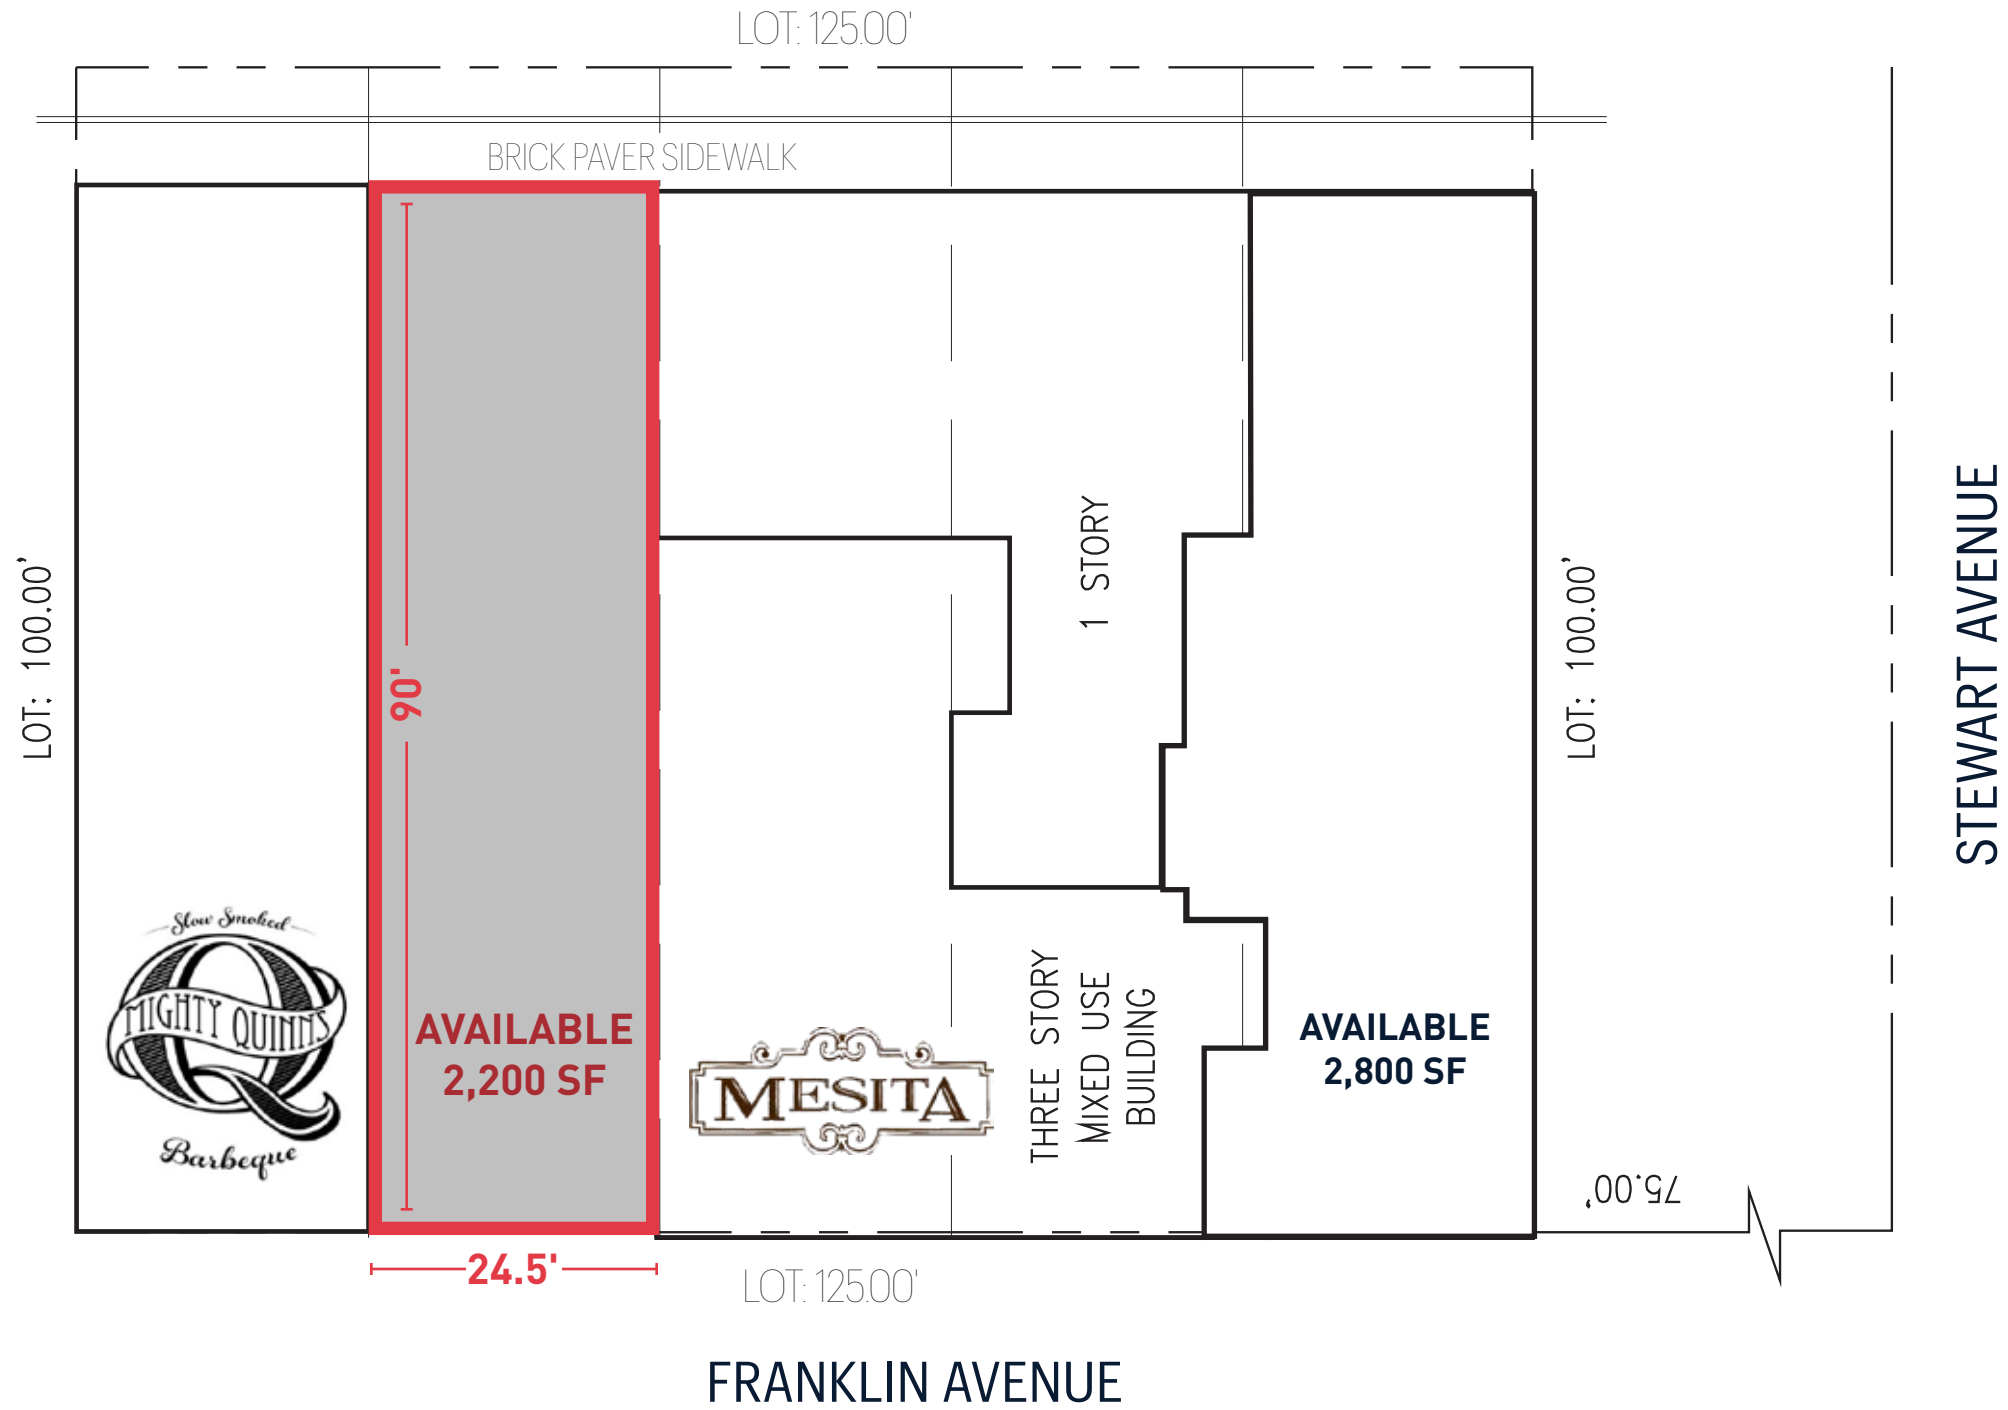 LOT: 125.00'
BRICK PAVER SIDEWALK
LOT: 100.00'
90'
1 STORY
LOT: 100.00'
STEWART AVENUE
Slow Smoked
MIGHTY QUINNS
Barbeque
AVAILABLE
2,200 SF
MESITA
THREE STORY
MIXED USE
BUILDING
AVAILABLE
2,800 SF
75.00'
24.5'
LOT: 125.00'
FRANKLIN AVENUE